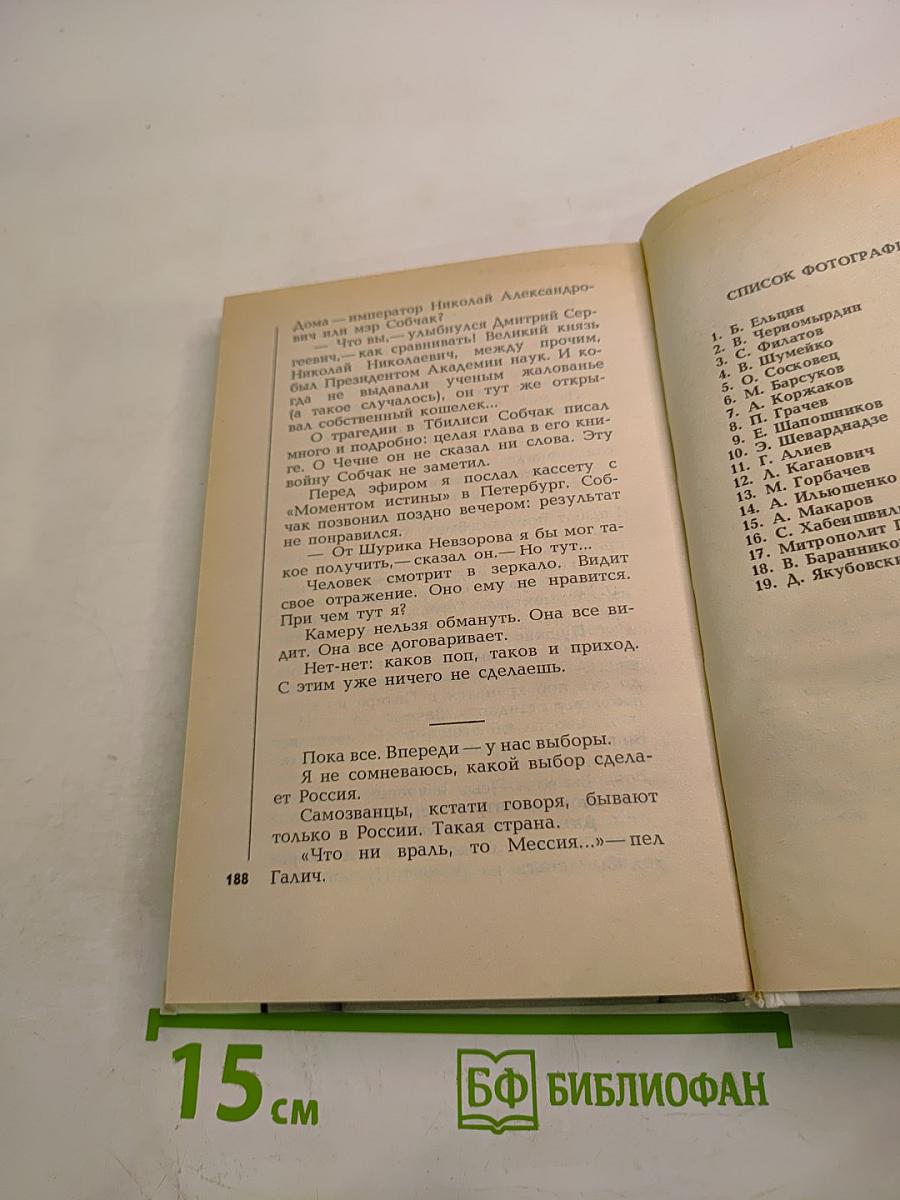 Дома — император Николай Александро-
вич или мэр Собчак?
— Что вы,— улыбнулся Дмитрий Сер-
геевич,— как сравнивать! Великий князь
Николай Николаевич, между прочим,
был Президентом Академии наук. И ко-
гда не выдавали ученым жалованье
(а такое случалось), он тут же откры-
вал собственный кошелек...
О трагедии в Тбилиси Собчак писал
много и подробно: целая глава в его кни-
ге. О Чечне он не сказал ни слова. Эту
войну Собчак не заметил.
Перед эфиром я послал кассету с
«Моментом истины» в Петербург. Соб-
чак позвонил поздно вечером: результат
не понравился.
— От Шурика Невзорова я бы мог та-
кое получить,— сказал он.— Но тут...
Человек смотрит в зеркало. Видит
свое отражение. Оно ему не нравится.
При чем тут я?
Камеру нельзя обмануть. Она все ви-
дит. Она все договаривает.
Нет-нет: каков поп, таков и приход.
С этим уже ничего не сделаешь.
Пока все. Впереди — у нас выборы.
Я не сомневаюсь, какой выбор сдела-
ет Россия.
Самозванцы, кстати говоря, бывают
только в России. Такая страна.
«Что ни враль, то Мессия...»— пел
Галич.
188
СПИСОК ФОТОГРАФИ
1. Б. Ельцин
2. В. Черномырдин
3. С. Филатов
4. В. Шумейко
5. О. Сосковец
6. М. Барсуков
7. А. Коржаков
8. П. Грачев
9. Е. Шапошников
10. Э. Шеварднадзе
11. Г. Алиев
12. Л. Каганович
13. М. Горбачев
14. А. Ильюшенко
15. А. Макаров
16. С. Хабеишвил
17. Митрополит
18. В. Баранников
19. Д. Якубовски
15 см
БФ БИБЛИОФАН